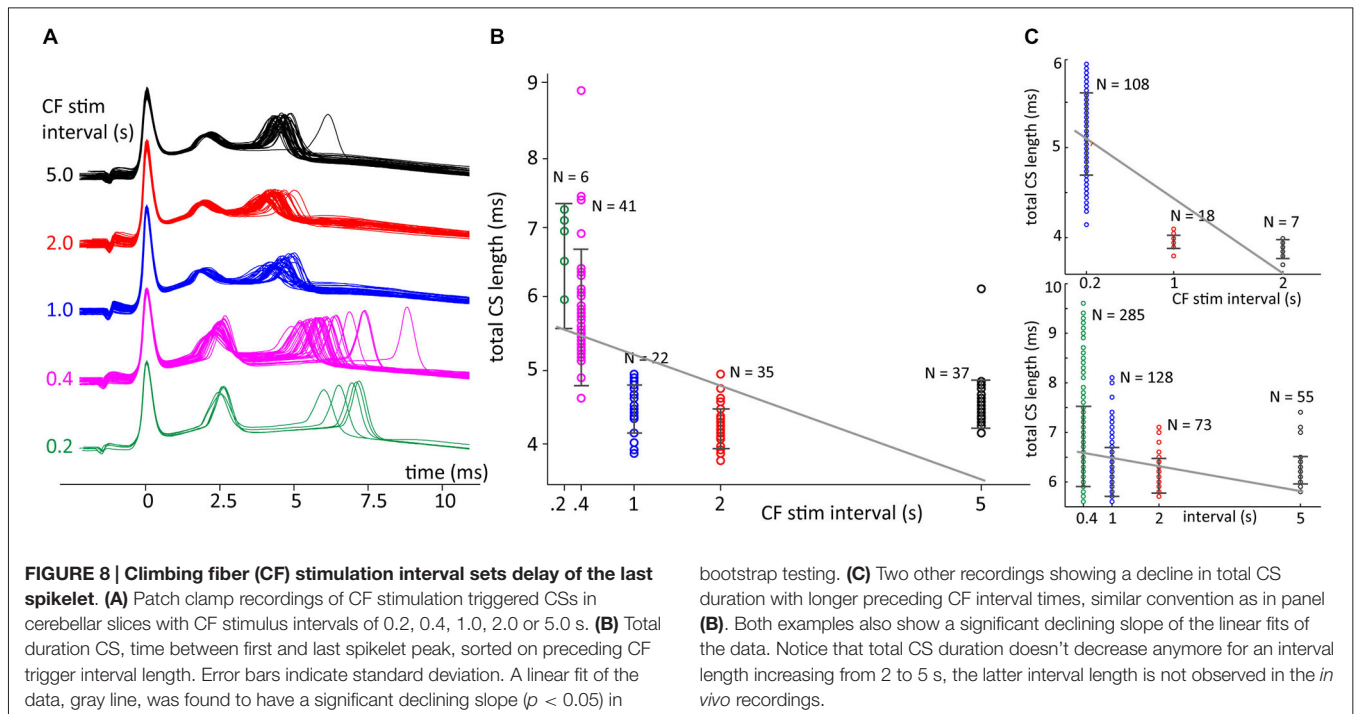 A
CF stim
interval (s)
5.0
2.0
1.0
0.4
0.2
time (ms)
0 2.5 5 7.5 10
B
total CS length (ms)
9
8
7
6
5
4
N = 6
N = 41
N = 22
N = 35
N = 37
.2 .4 1 2 5
CF stim interval (s)
C
total CS length (ms)
6
5
4
N = 108
N = 18
N = 7
0.2 1 2
CF stim interval (s)
total CS length (ms)
10
9
8
7
6
N = 285
N = 128
N = 73
N = 55
0.4 1 2 5
interval (s)
FIGURE 8 | Climbing fiber (CF) stimulation interval sets delay of the last
spikelet. (A) Patch clamp recordings of CF stimulation triggered CSs in
cerebellar slices with CF stimulus intervals of 0.2, 0.4, 1.0, 2.0 or 5.0 s. (B) Total
duration CS, time between first and last spikelet peak, sorted on preceding CF
trigger interval length. Error bars indicate standard deviation. A linear fit of the
data, gray line, was found to have a significant declining slope (p < 0.05) in
bootstrap testing. (C) Two other recordings showing a decline in total CS
duration with longer preceding CF interval times, similar convention as in panel
(B). Both examples also show a significant declining slope of the linear fits of
the data. Notice that total CS duration doesn't decrease anymore for an interval
length increasing from 2 to 5 s, the latter interval length is not observed in the in
vivo recordings.